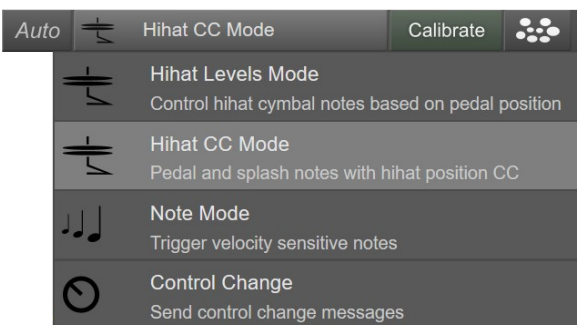 Auto Hihat CC Mode Calibrate
Hihat Levels Mode
Control hihat cymbal notes based on pedal position
Hihat CC Mode
Pedal and splash notes with hihat position CC
Note Mode
Trigger velocity sensitive notes
Control Change
Send control change messages